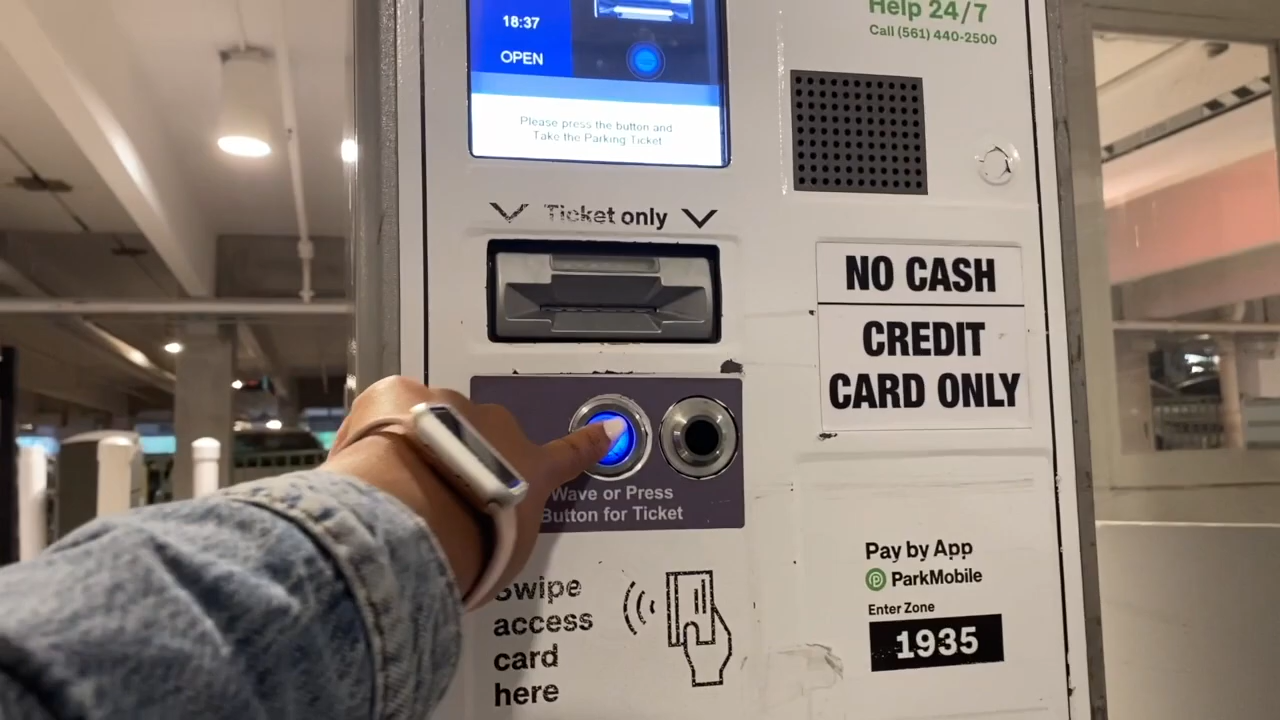 18:37
OPEN
Please press the button and
Take the Parking Ticket
Help 24/7
Call (561) 440-2500
Ticket only
NO CASH
CREDIT
CARD ONLY
Wave or Press
Button for Ticket
Swipe
access
card
here
Pay by App
ParkMobile
Enter Zone
1935